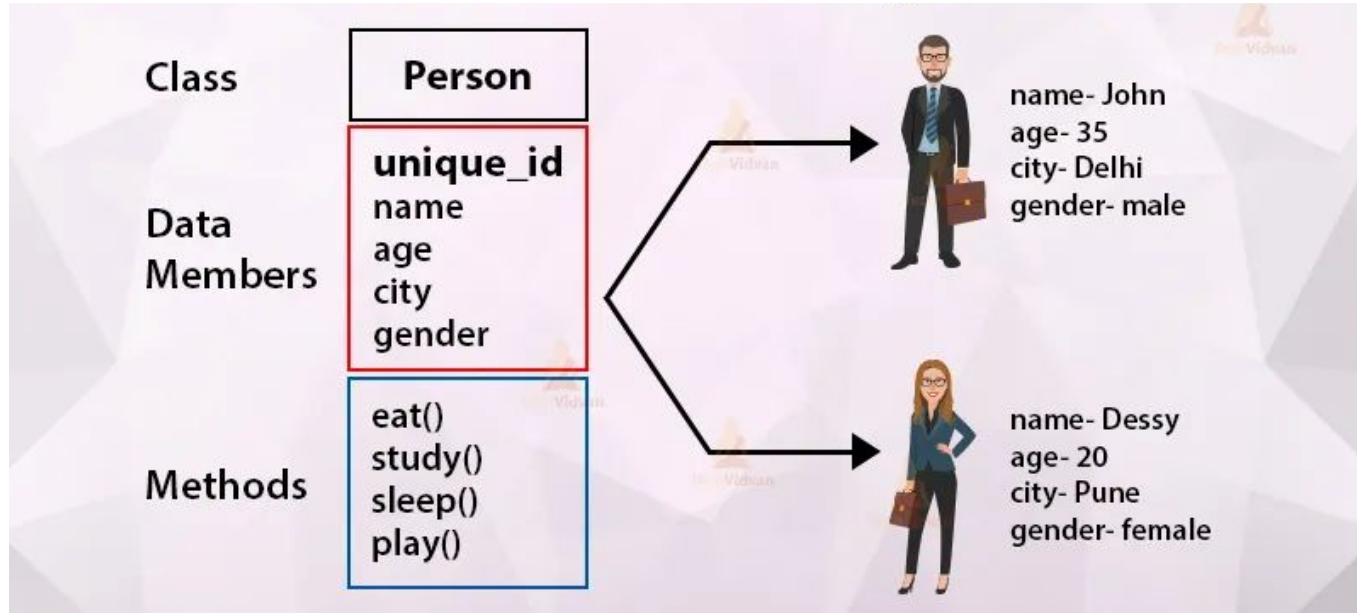 Class
Person
Data
Members
unique_id
name
age
city
gender
Methods
eat()
study()
sleep()
play()
name- John
age- 35
city- Delhi
gender- male
name- Dessy
age- 20
city- Pune
gender- female